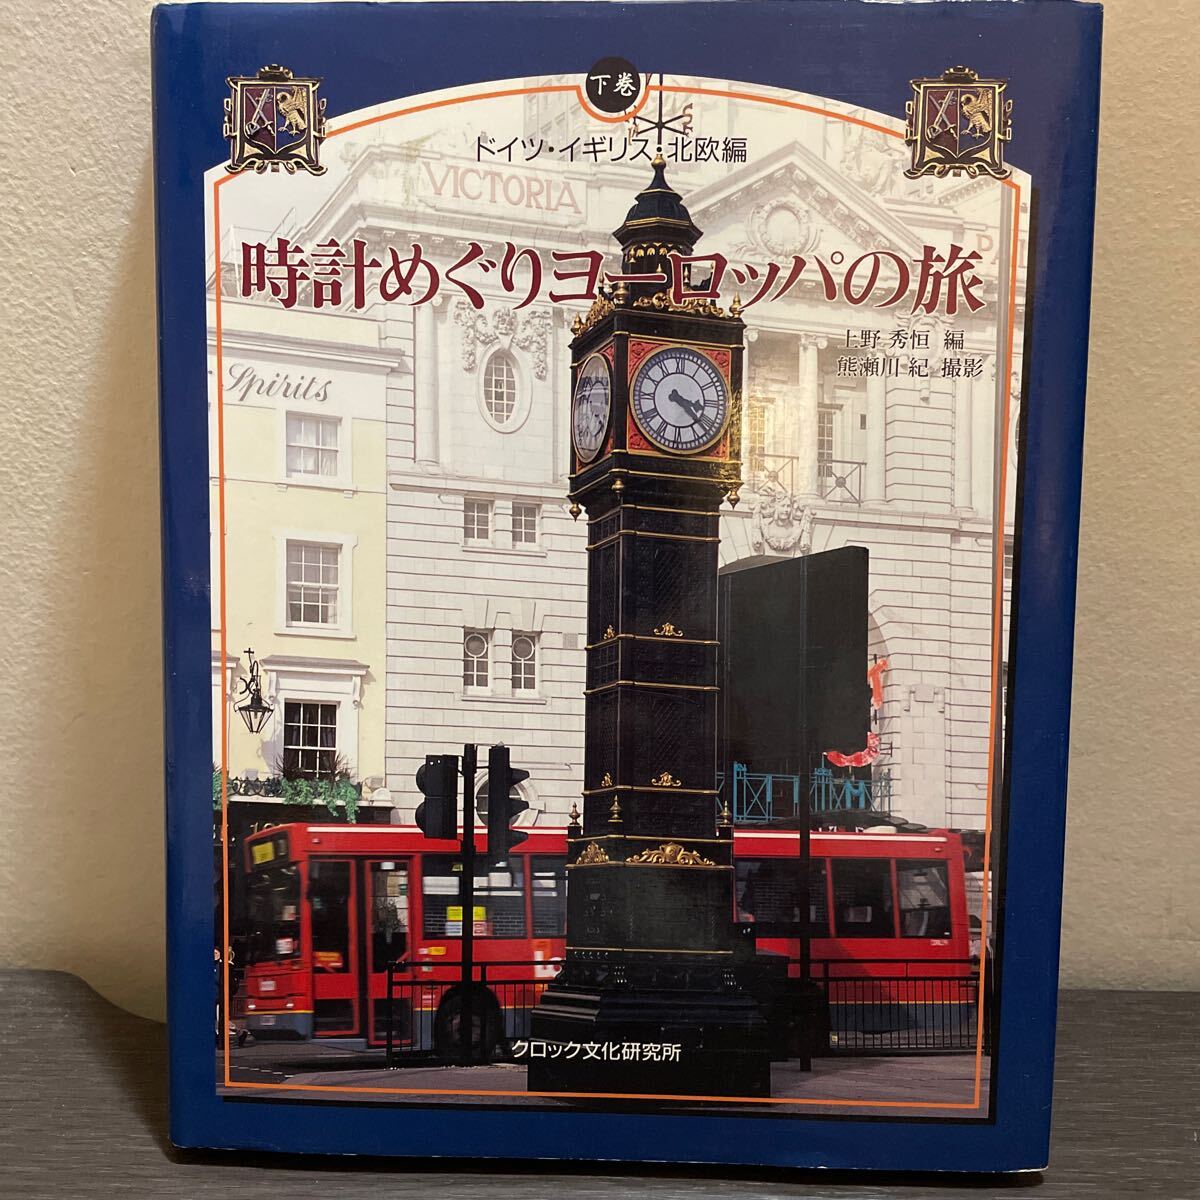 下巻
ドイツ・イギリス・北欧編
VICTORIA
時計めぐりヨーロッパの旅
上野 秀恒 編
熊瀬川 紀 撮影
Spirits
クロック文化研究所